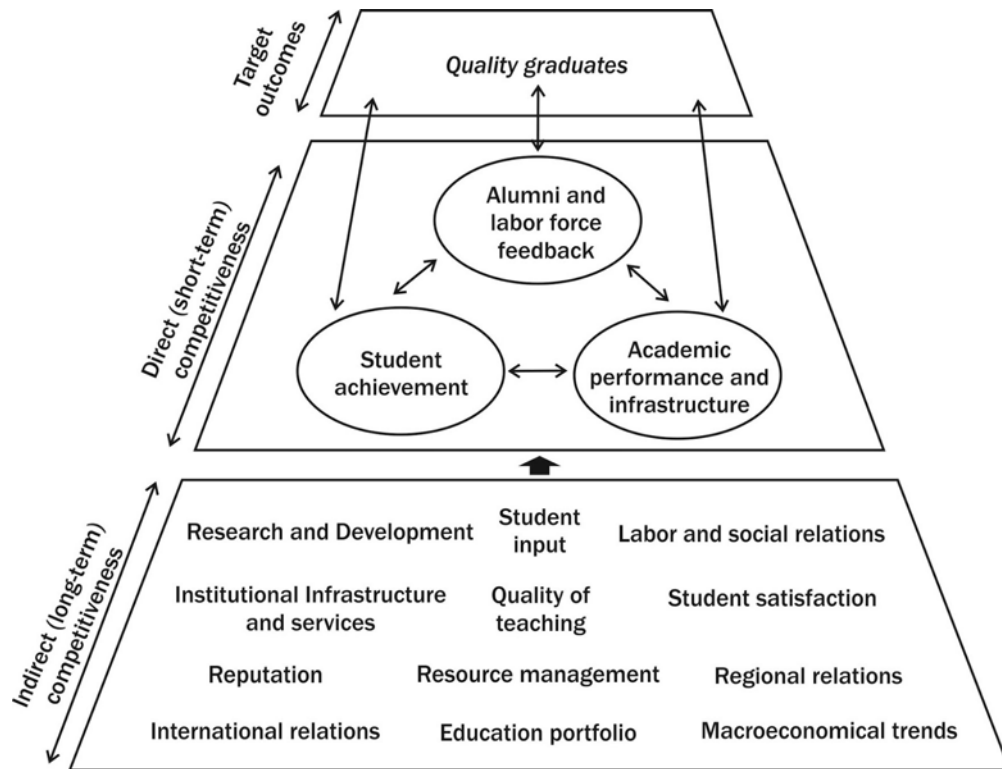 Target
outcomes
Quality graduates
Direct (short-term)
competitiveness
Alumni and
labor force
feedback
Student
achievement
Academic
performance and
infrastructure
Indirect (long-term)
competitiveness
Research and Development
Student
input
Labor and social relations
Institutional Infrastructure
and services
Quality of
teaching
Student satisfaction
Reputation
Resource management
Regional relations
International relations
Education portfolio
Macroeconomical trends